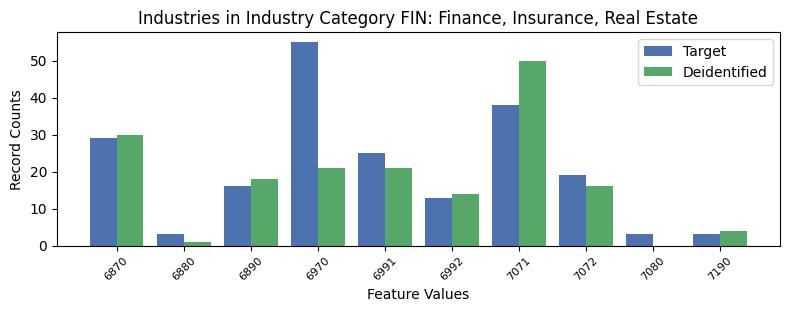 Industries in Industry Category FIN: Finance, Insurance, Real Estate
Target
Deidentified
Record Counts
50
40
30
20
10
0
6870 6880 6890 6970 6991 6992 7071 7072 7080 7190
Feature Values